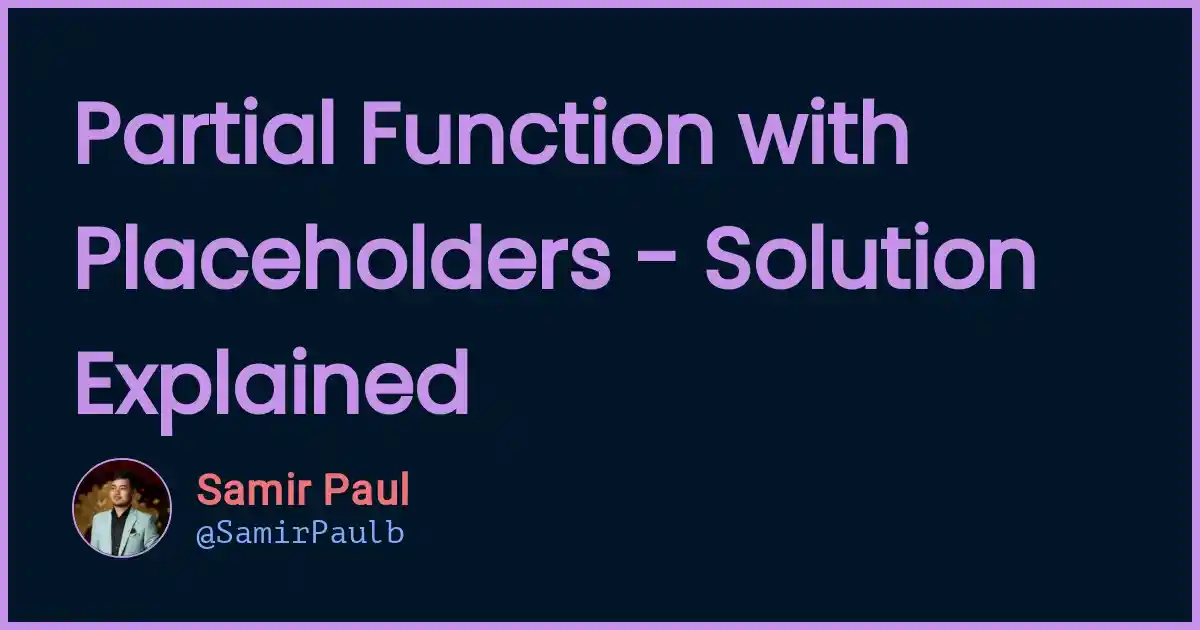 Partial Function with
Placeholders - Solution
Explained
Samir Paul
@SamirPaulb